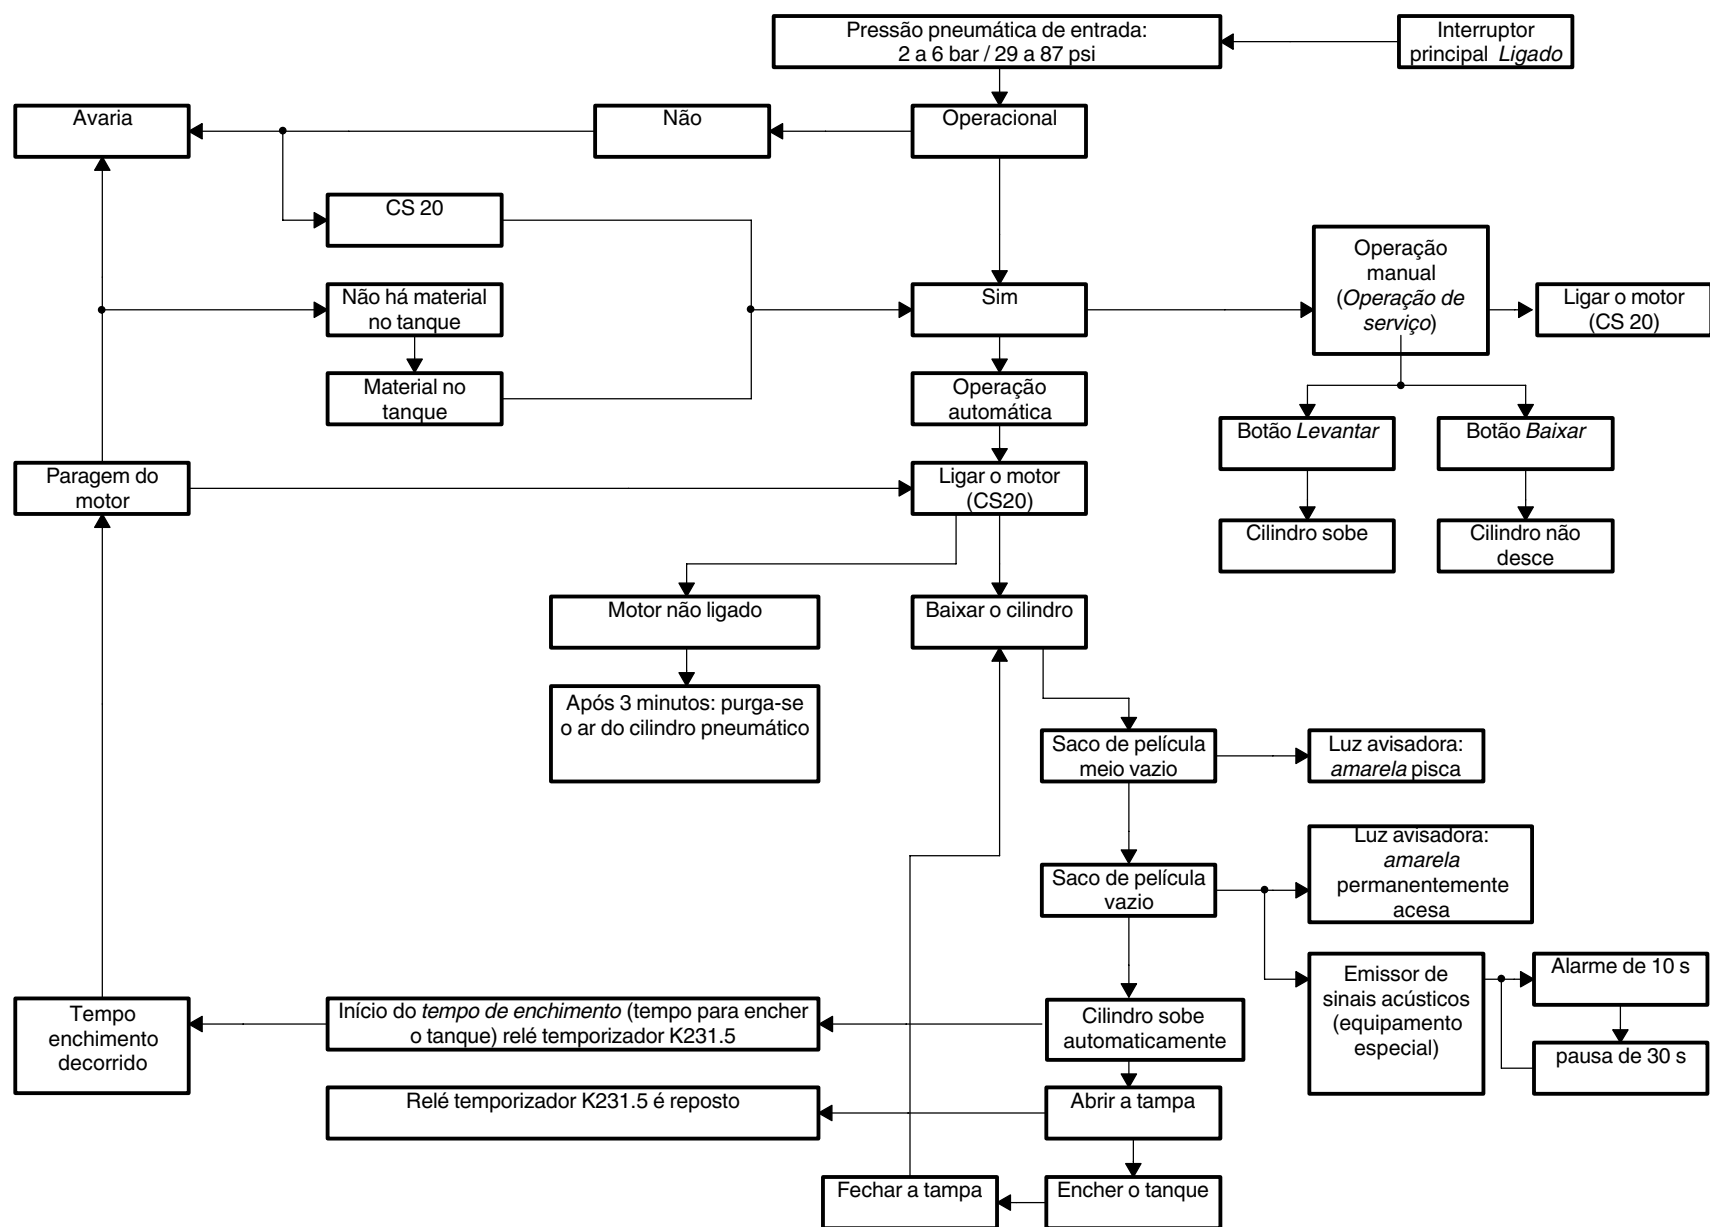 Pressão pneumática de entrada:
2 a 6 bar / 29 a 87 psi
Interruptor
principal Ligado
Avaria
Não
Operacional
CS 20
Não há material
no tanque
Sim
Operação
manual
(Operação de
serviço)
Ligar o motor
(CS 20)
Material no
tanque
Operação
automática
Botão Levantar
Botão Baixar
Paragem do
motor
Ligar o motor
(CS20)
Cilindro sobe
Cilindro não
desce
Motor não ligado
Baixar o cilindro
Após 3 minutos: purga-se
o ar do cilindro pneumático
Saco de película
meio vazio
Luz avisadora:
amarela pisca
Saco de película
vazio
Luz avisadora:
amarela
permanentemente
acesa
Emissor de
sinais acústicos
(equipamento
especial)
Alarme de 10 s
pausa de 30 s
Tempo
enchimento
decorrido
Início do tempo de enchimento (tempo para encher
o tanque) relé temporizador K231.5
Cilindro sobe
automaticamente
Relé temporizador K231.5 é reposto
Abrir a tampa
Fechar a tampa
Encher o tanque